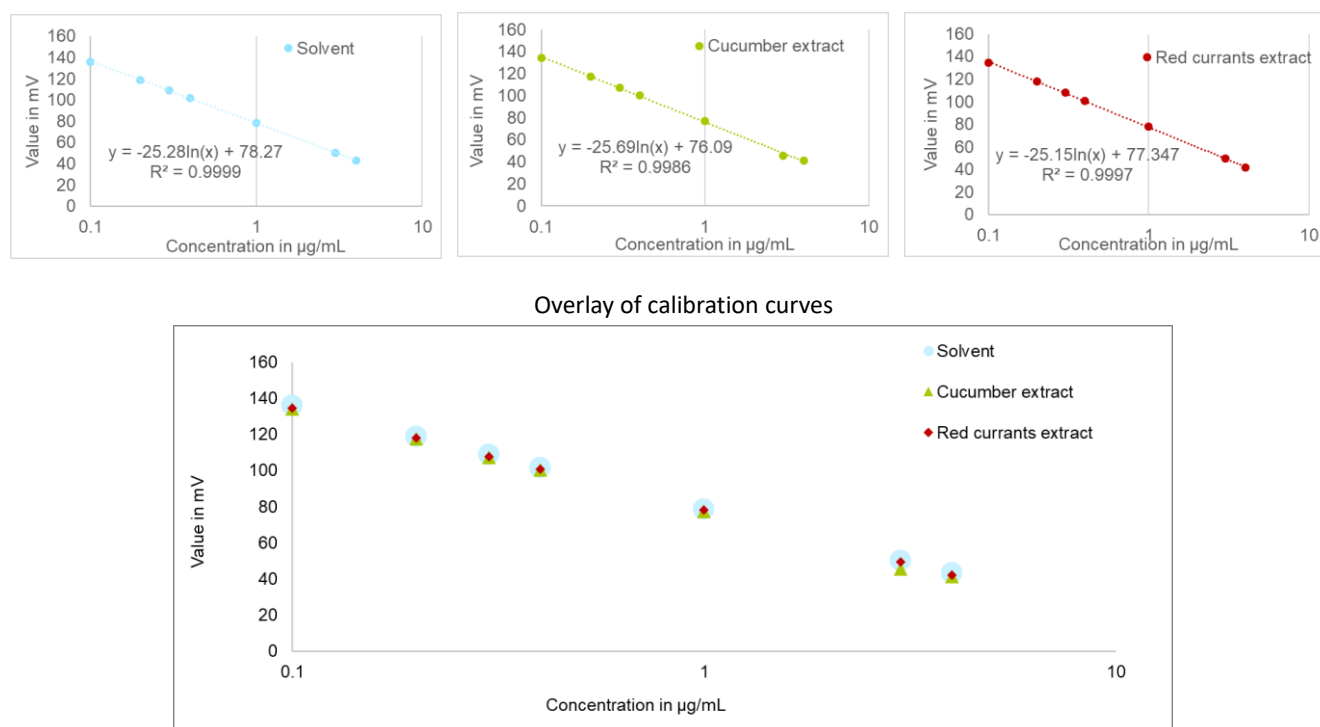 160
140
120
100
80
60
40
20
0
Value in mV
Solvent
y = -25.28ln(x) + 78.27
R² = 0.9999
0.1
1
10
Concentration in µg/mL
160
140
120
100
80
60
40
20
0
Value in mV
Cucumber extract
y = -25.69ln(x) + 76.09
R² = 0.9986
0.1
1
10
Concentration in µg/mL
160
140
120
100
80
60
40
20
0
Value in mV
Red currants extract
y = -25.15ln(x) + 77.347
R² = 0.9997
0.1
1
10
Concentration in µg/mL
Overlay of calibration curves
160
140
120
100
80
60
40
20
0
Value in mV
Solvent
Cucumber extract
Red currants extract
0.1
1
10
Concentration in µg/mL